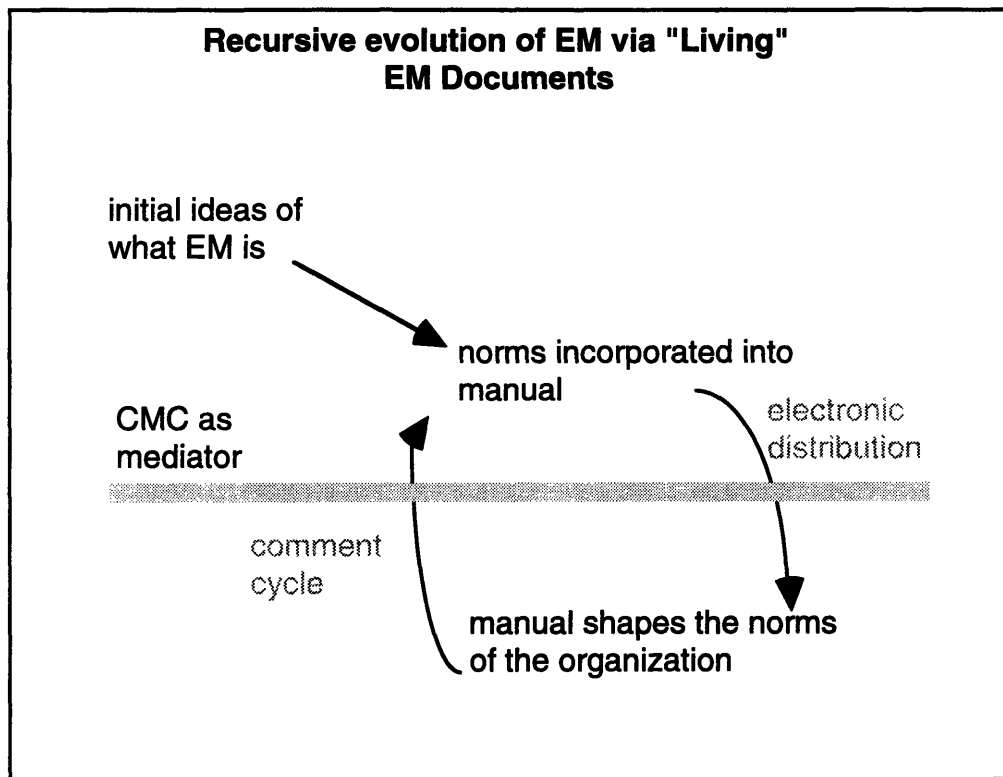 Recursive evolution of EM via "Living"
EM Documents
initial ideas of
what EM is
norms incorporated into
manual
electronic
distribution
CMC as
mediator
comment
cycle
manual shapes the norms
of the organization